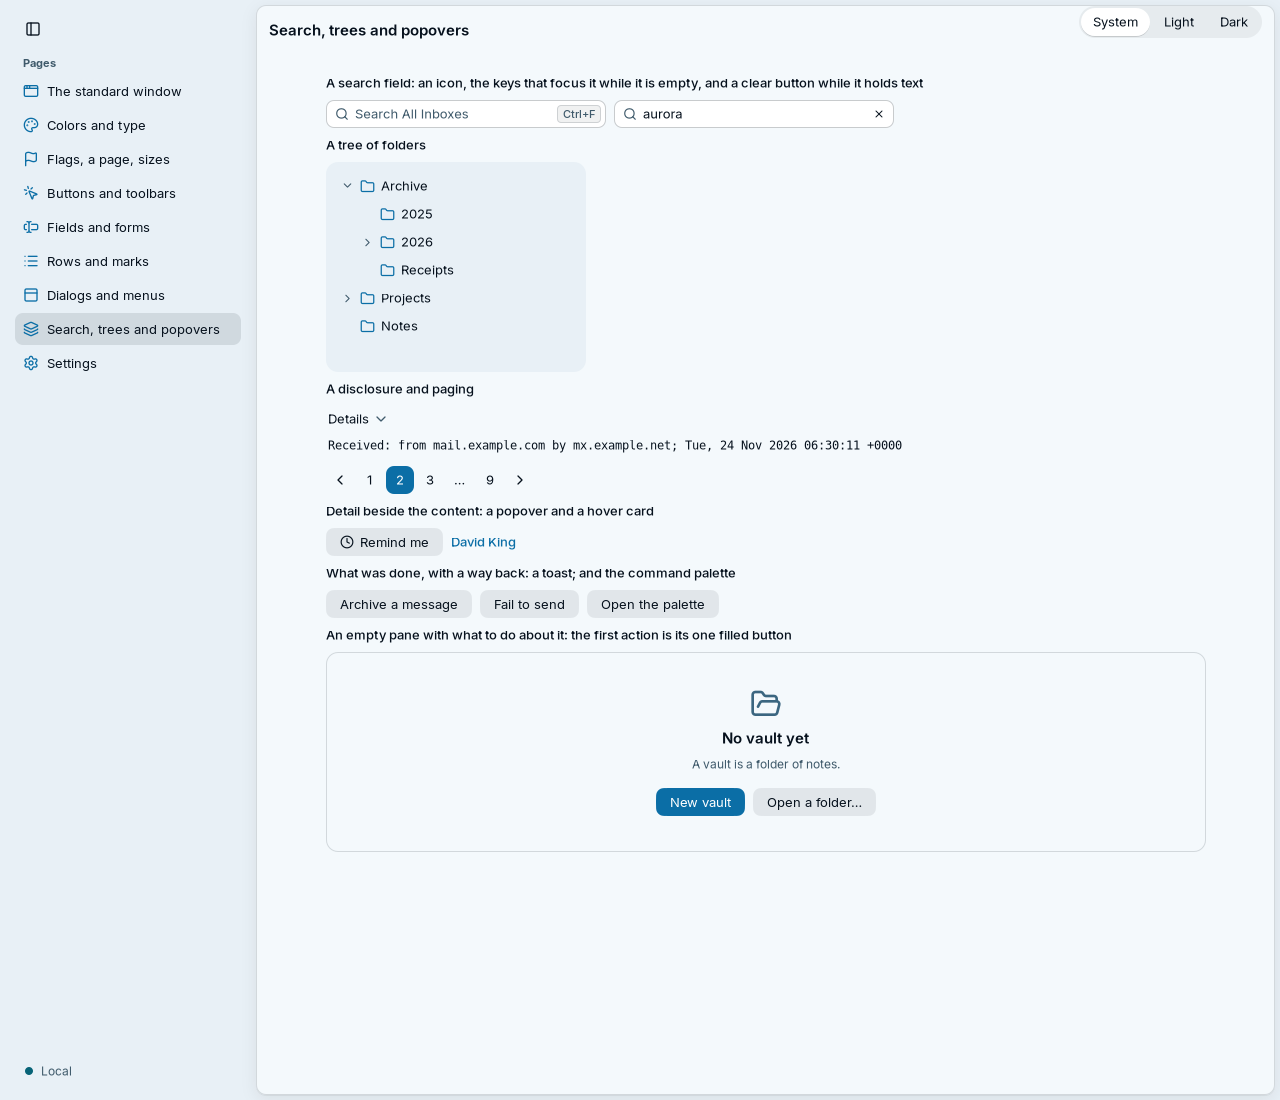 Pages
The standard window
Colors and type
Flags, a page, sizes
Buttons and toolbars
Fields and forms
Rows and marks
Dialogs and menus
Search, trees and popovers
Settings
Local
Search, trees and popovers
System Light Dark
A search field: an icon, the keys that focus it while it is empty, and a clear button while it holds text
Search All Inboxes Ctrl+F aurora
A tree of folders
Archive
2025
2026
Receipts
Projects
Notes
A disclosure and paging
Details
Received: from mail.example.com by mx.example.net; Tue, 24 Nov 2026 06:30:11 +0000
1 2 3 … 9
Detail beside the content: a popover and a hover card
Remind me David King
What was done, with a way back: a toast; and the command palette
Archive a message Fail to send Open the palette
An empty pane with what to do about it: the first action is its one filled button
No vault yet
A vault is a folder of notes.
New vault Open a folder…